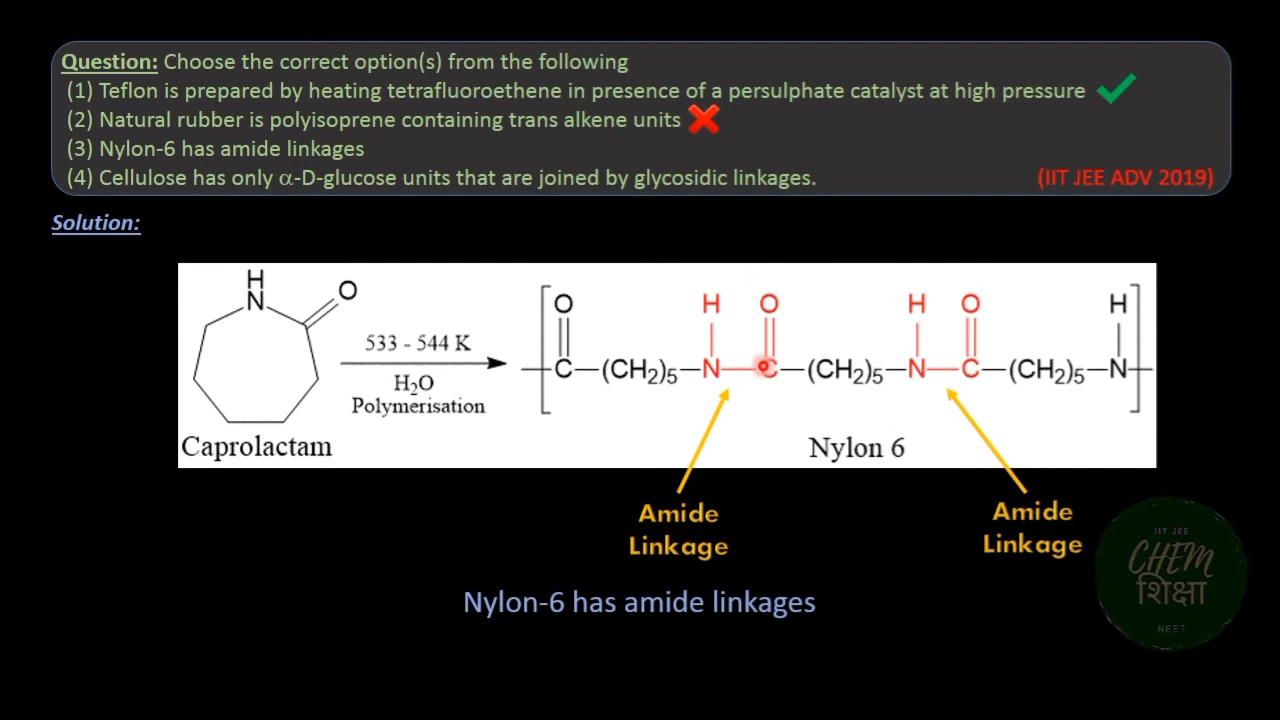 Question: Choose the correct option(s) from the following
(1) Teflon is prepared by heating tetrafluoroethene in presence of a persulphate catalyst at high pressure
(2) Natural rubber is polyisoprene containing trans alkene units
(3) Nylon-6 has amide linkages
(4) Cellulose has only α-D-glucose units that are joined by glycosidic linkages. (IIT JEE ADV 2019)
Solution:
H
N
O
Caprolactam
533 - 544 K
H₂O
Polymerisation
O H O H O H
C—(CH₂)₅—N—C—(CH₂)₅—N—C—(CH₂)₅—N
Nylon 6
Amide
Linkage
Amide
Linkage
Nylon-6 has amide linkages
IIT JEE
CHEM
शिक्षा
NEET